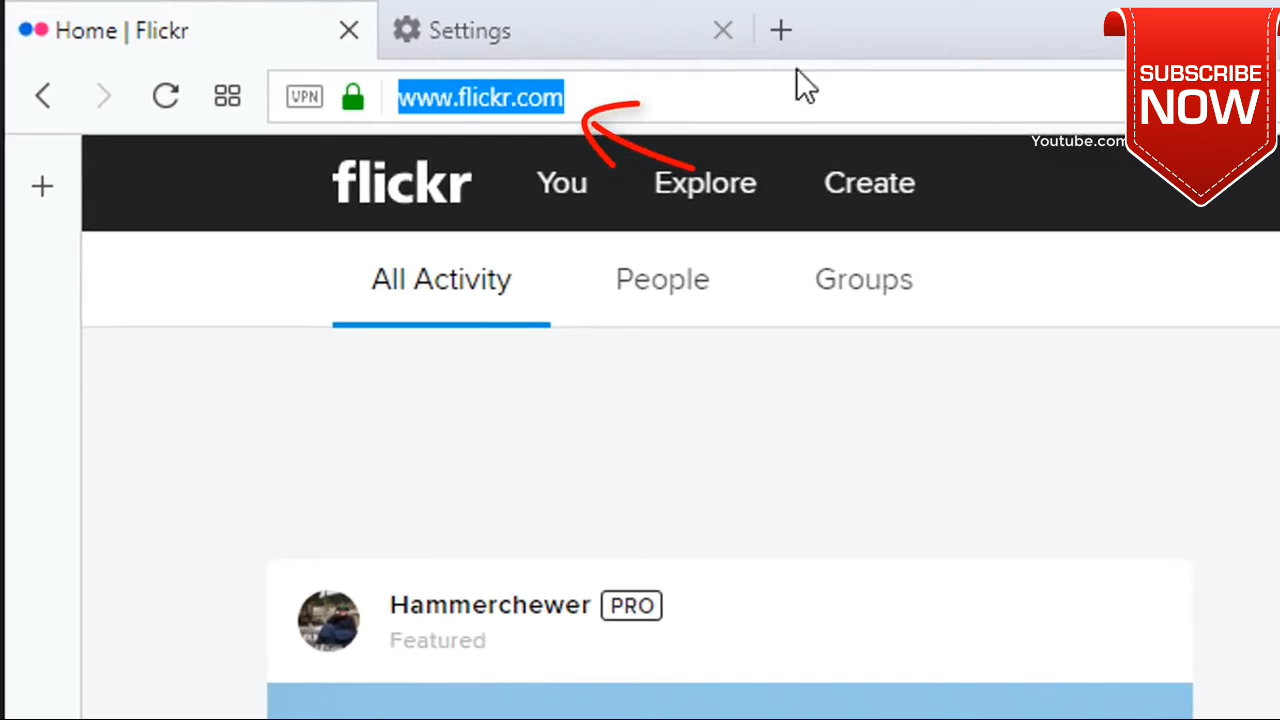 Home | Flickr
Settings
SUBSCRIBE
NOW
VPN
www.flickr.com
Youtube.com
flickr
You
Explore
Create
All Activity
People
Groups
Hammerchewer PRO
Featured